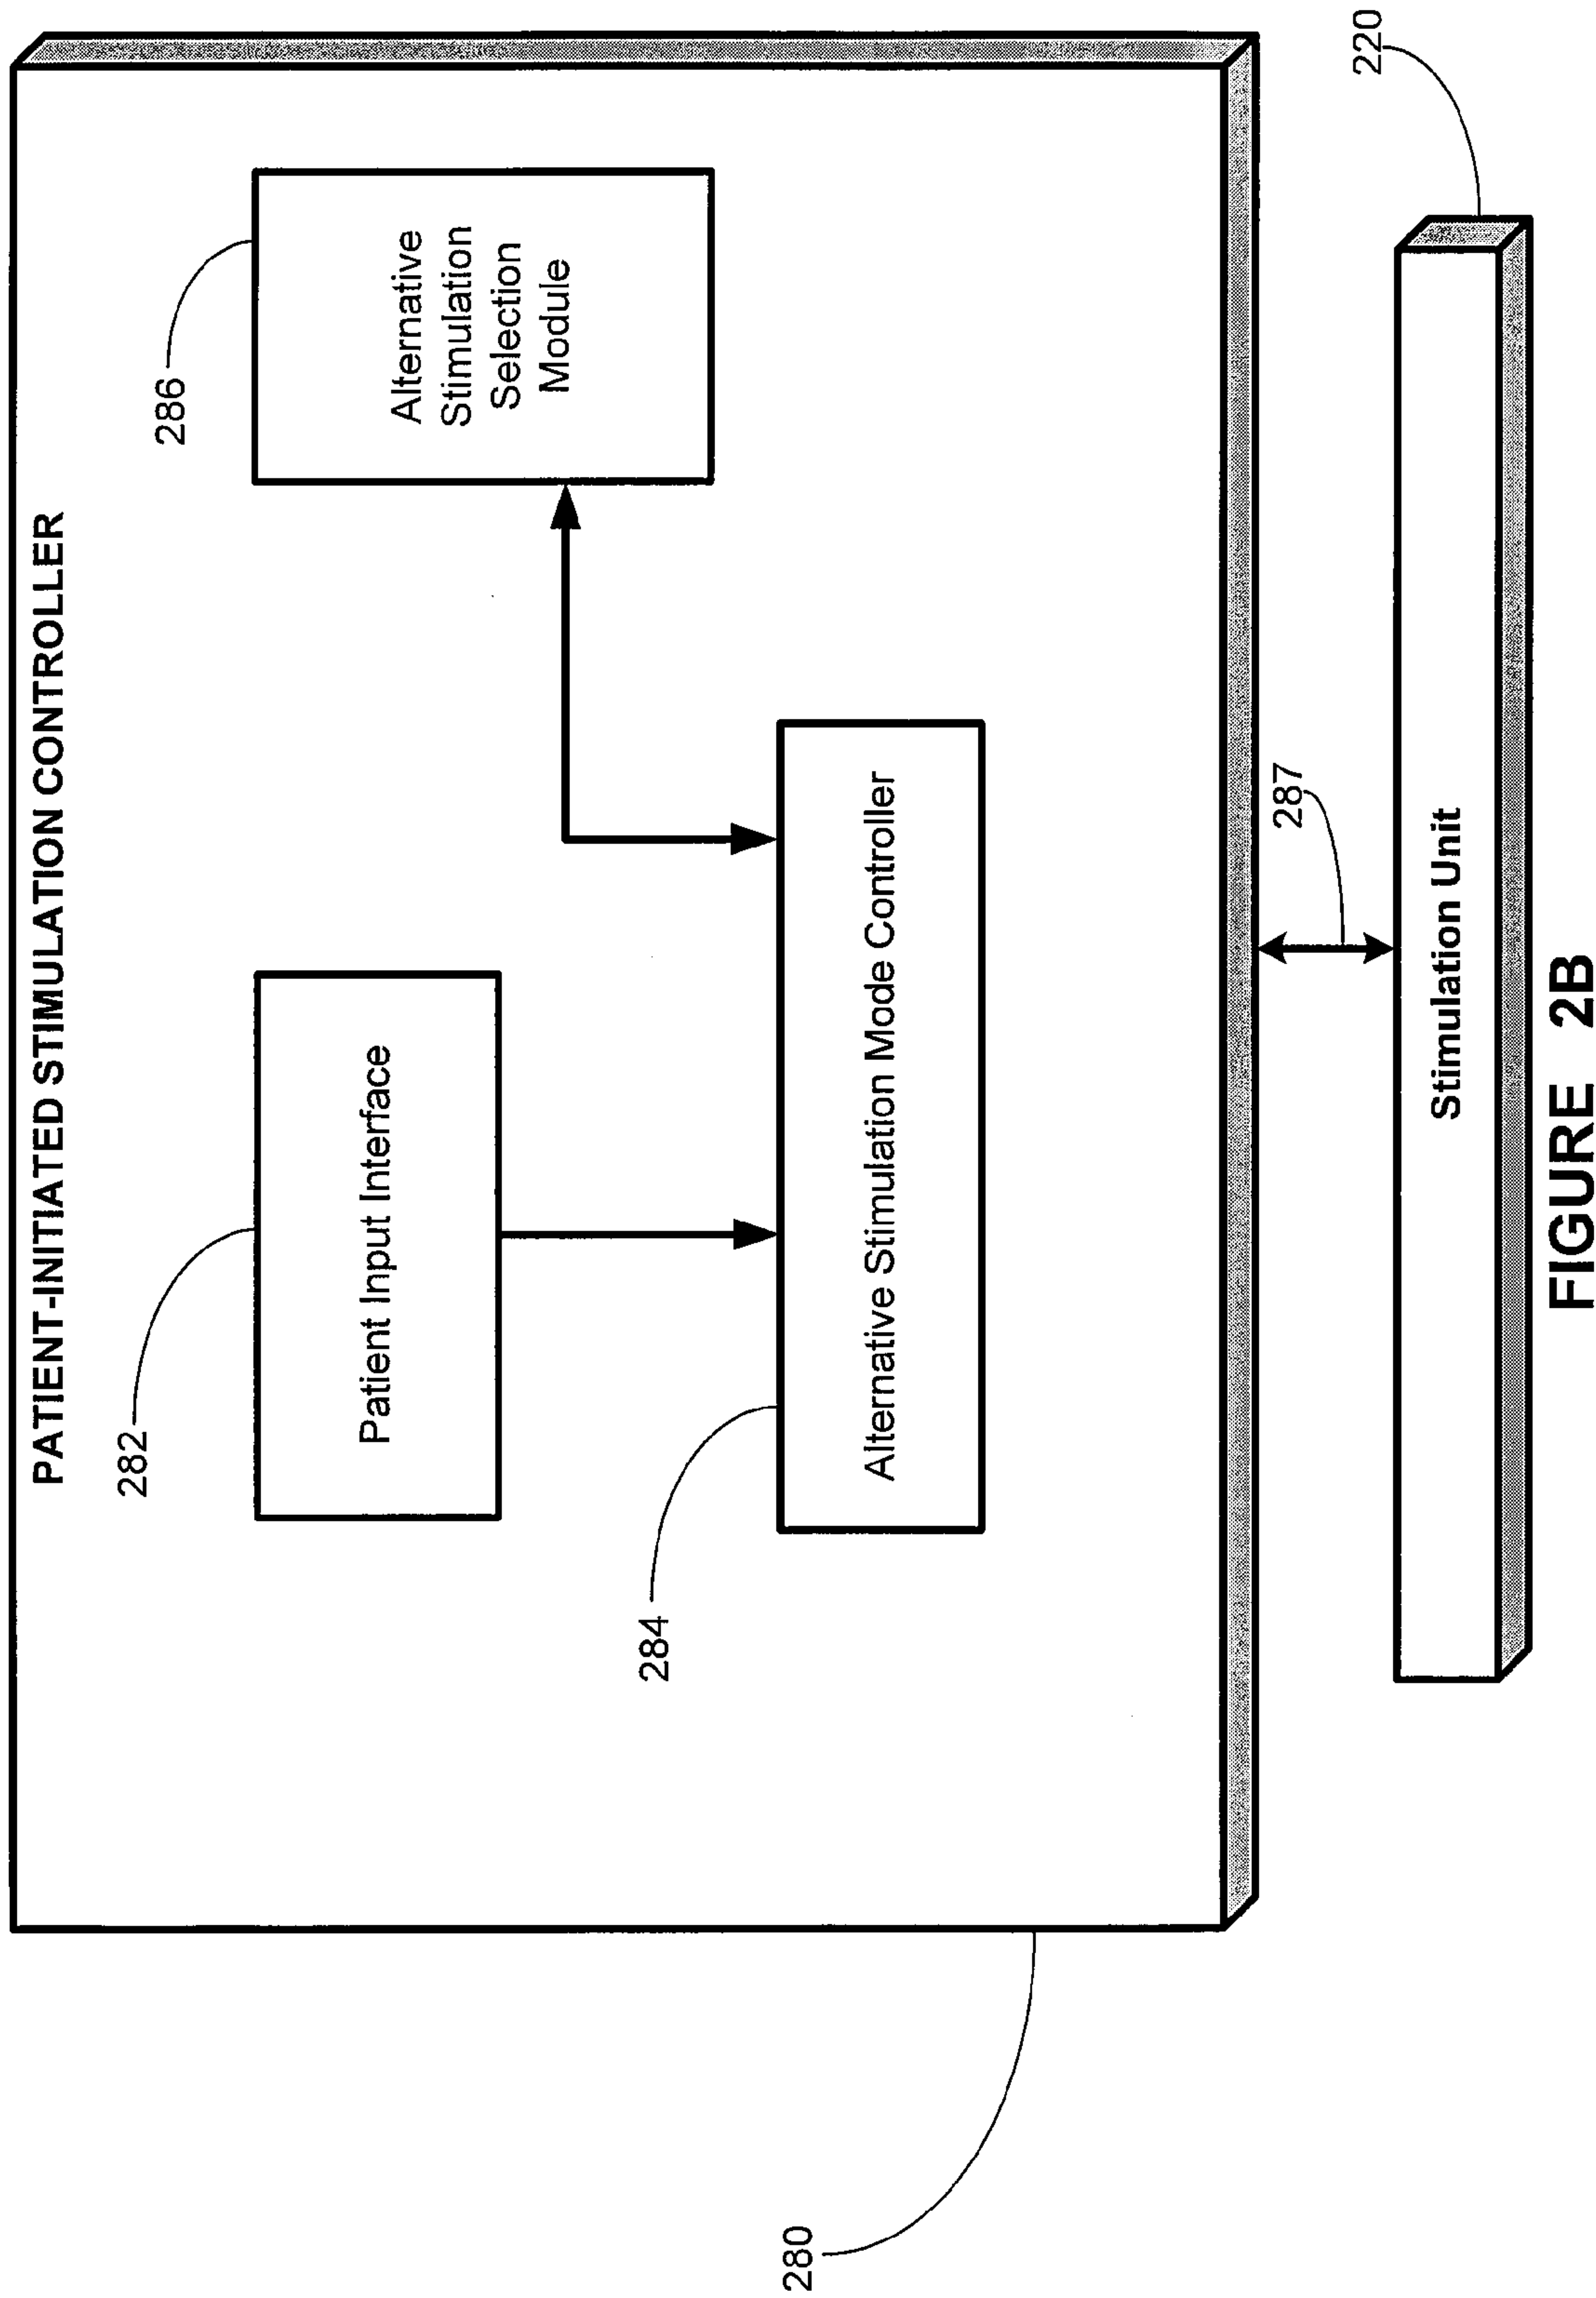 PATIENT-INITIATED STIMULATION CONTROLLER
282
286
Patient Input Interface
Alternative
Stimulation
Selection
Module
284
Alternative Stimulation Mode Controller
280
287
220
Stimulation Unit
FIGURE 2B